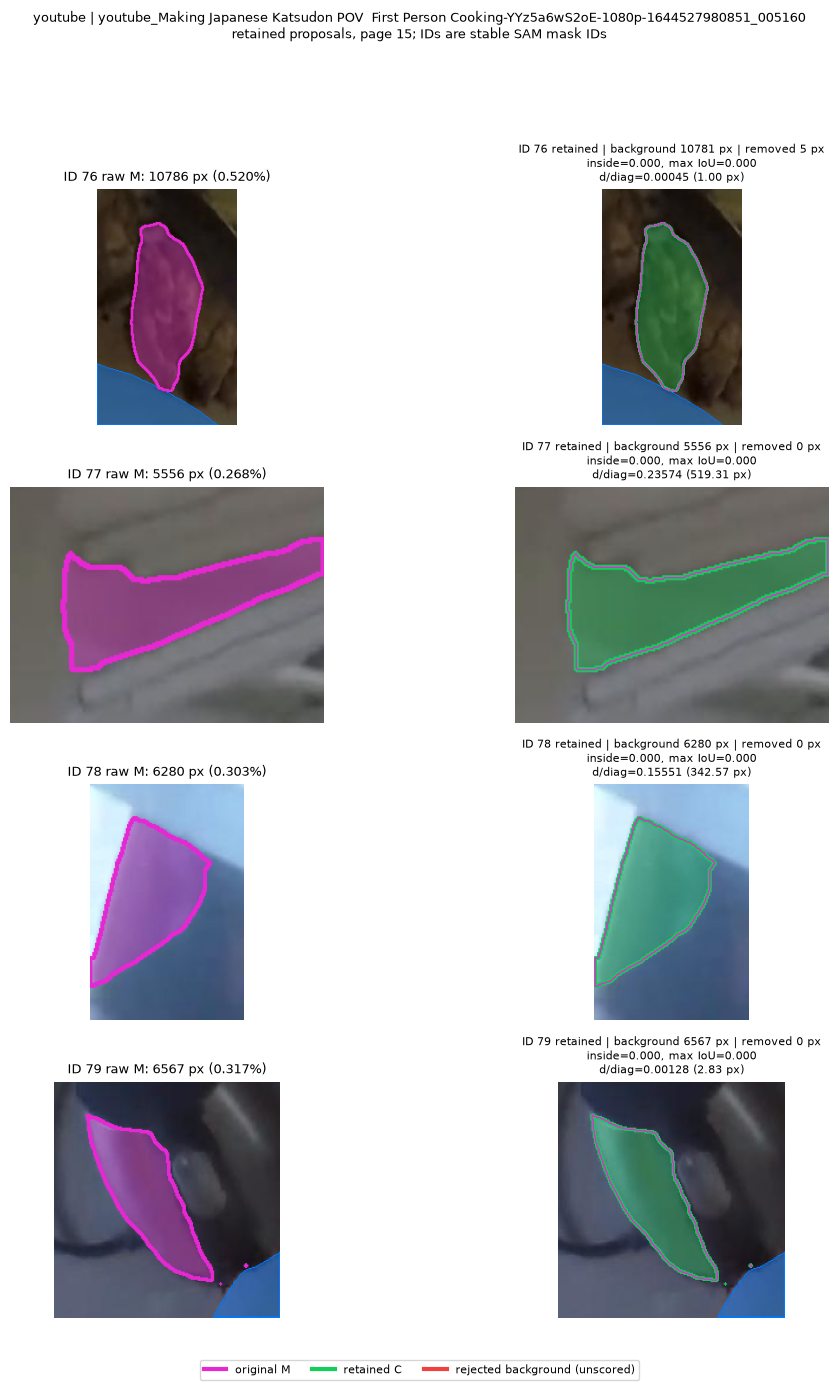 youtube | youtube_Making Japanese Katsudon POV  First Person Cooking-YYz5a6wS2oE-1080p-1644527980851_005160
retained proposals, page 15; IDs are stable SAM mask IDs
ID 76 raw M: 10786 px (0.520%)
ID 76 retained | background 10781 px | removed 5 px
inside=0.000, max IoU=0.000
d/diag=0.00045 (1.00 px)
ID 77 raw M: 5556 px (0.268%)
ID 77 retained | background 5556 px | removed 0 px
inside=0.000, max IoU=0.000
d/diag=0.23574 (519.31 px)
ID 78 raw M: 6280 px (0.303%)
ID 78 retained | background 6280 px | removed 0 px
inside=0.000, max IoU=0.000
d/diag=0.15551 (342.57 px)
ID 79 raw M: 6567 px (0.317%)
ID 79 retained | background 6567 px | removed 0 px
inside=0.000, max IoU=0.000
d/diag=0.00128 (2.83 px)
original M
retained C
rejected background (unscored)